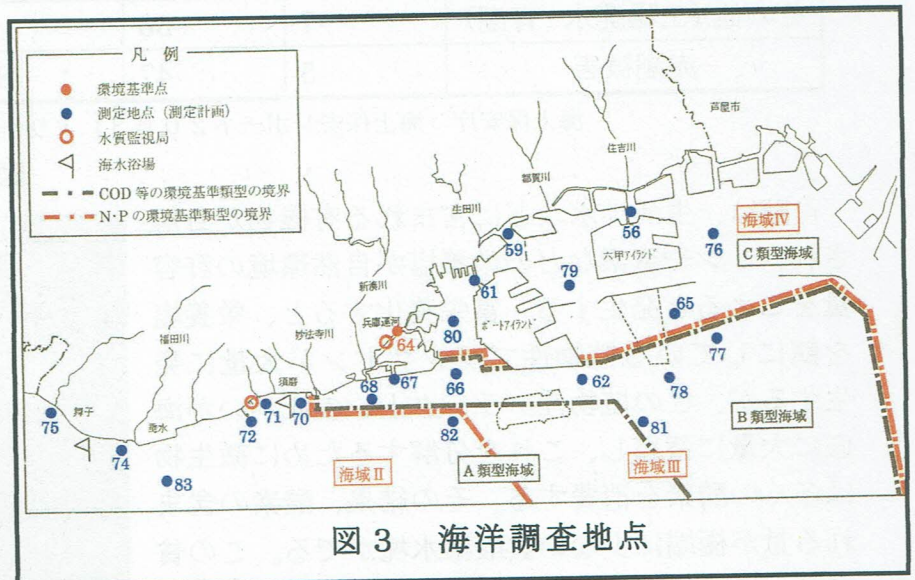 凡例
環境基準点
測定地点(測定計画)
水質監視局
海水浴場
COD等の環境基準類型の境界
N・Pの環境基準類型の境界
芦屋市
住吉川
都賀川
生田川
新湊川
兵庫運河
妙法寺川
福田川
須磨
垂水
舞子
六甲アイランド
ポートアイランド
海域Ⅳ
C類型海域
B類型海域
海域Ⅲ
A類型海域
海域Ⅱ
56
59
76
79
61
65
80
64
77
66
62
78
68
67
71
70
72
75
82
81
74
83
図3 海洋調査地点